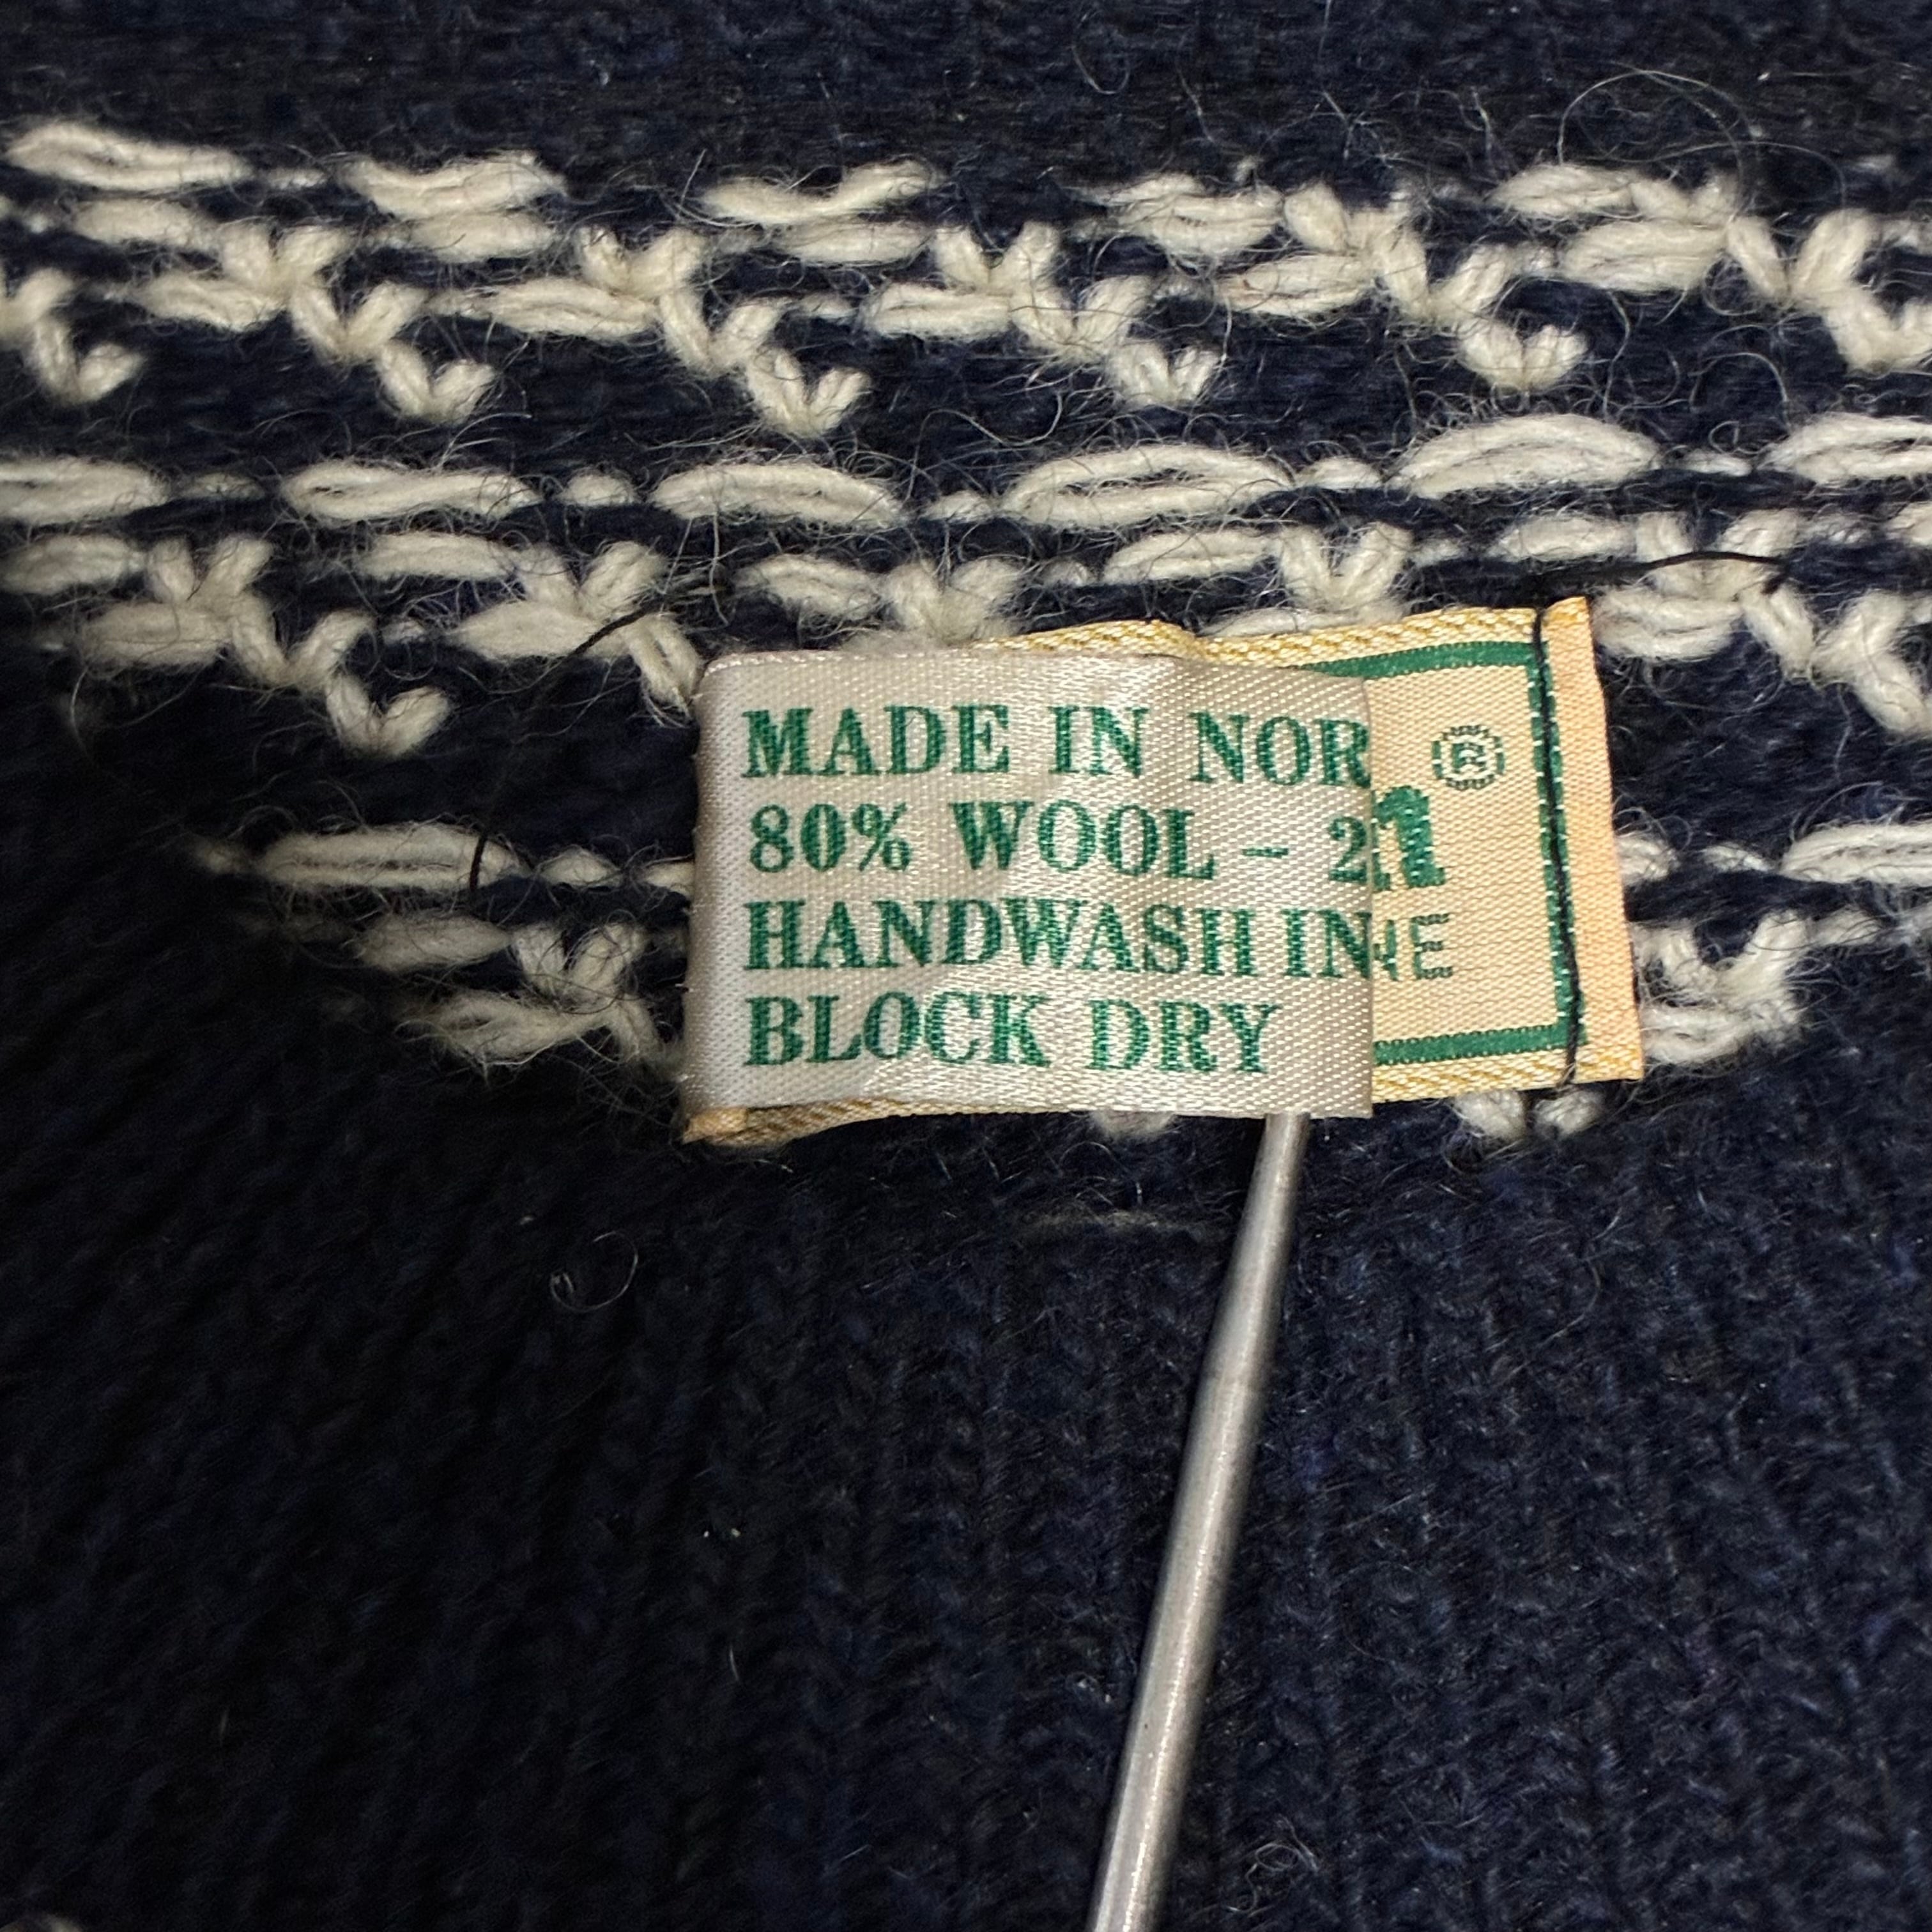 MADE IN NOR
80% WOOL – 2
HANDWASH IN
BLOCK DRY
®